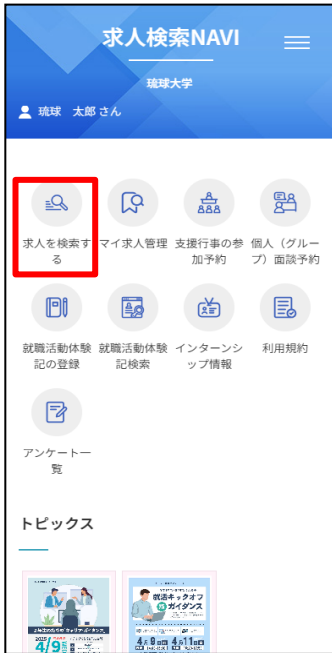 求人検索NAVI
琉球大学
琉球 太郎 さん
求人を検索す
る
マイ求人管理
支援行事の参
加予約
個人（グルー
プ）面談予約
就職活動体験
記の登録
就職活動体験
記検索
インターンシ
ップ情報
利用規約
アンケート一
覧
トピックス
4/9
就活キックオフ
ガイダンス